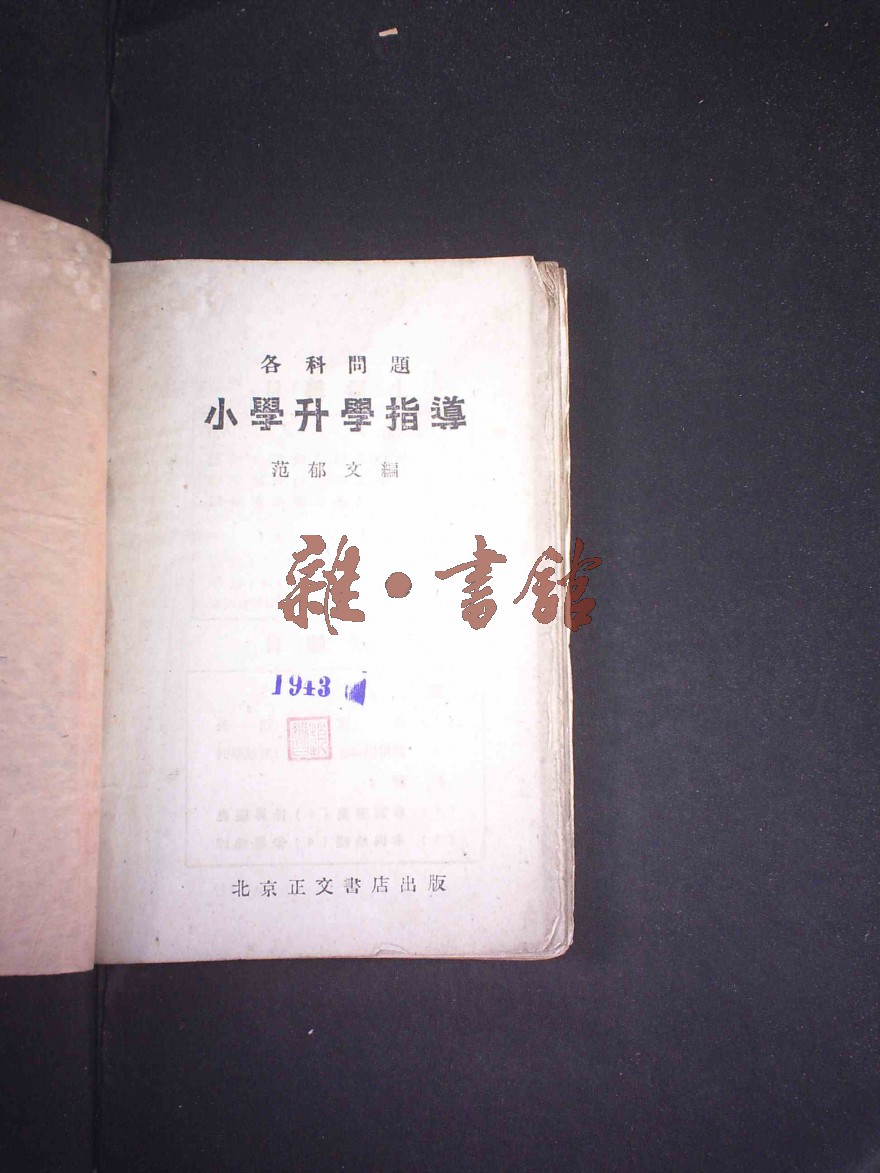 各科問題
小學升學指導
范郁文編
雜·書館
1943
北京正文書店出版